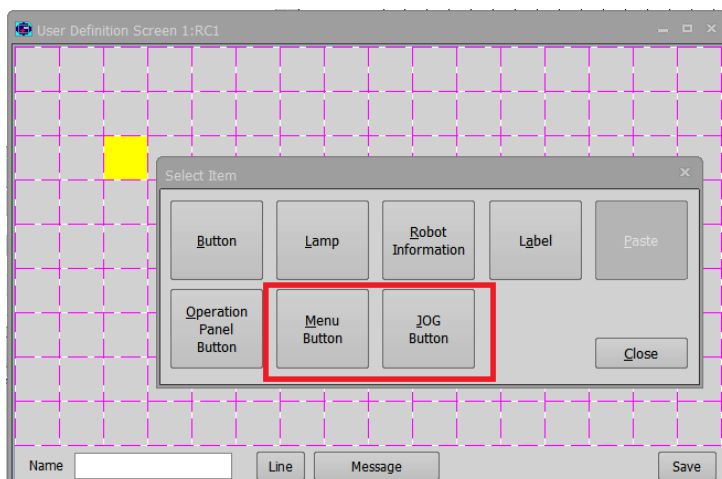 User Definition Screen 1:RC1
Select Item
Button
Lamp
Robot
Information
Label
Paste
Operation
Panel
Button
Menu
Button
JOG
Button
Close
Name
Line
Message
Save